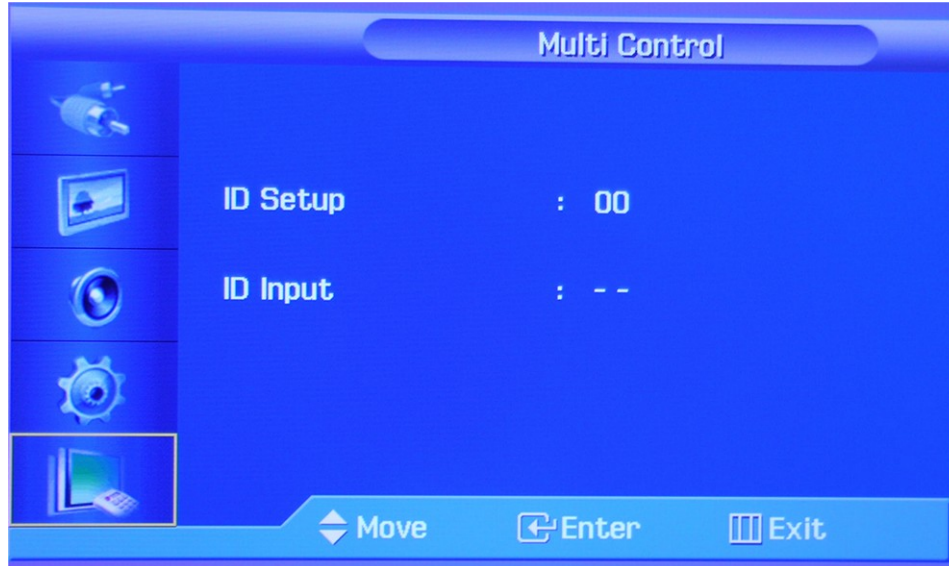 Multi Control
ID Setup : 00
ID Input : - -
Move Enter Exit